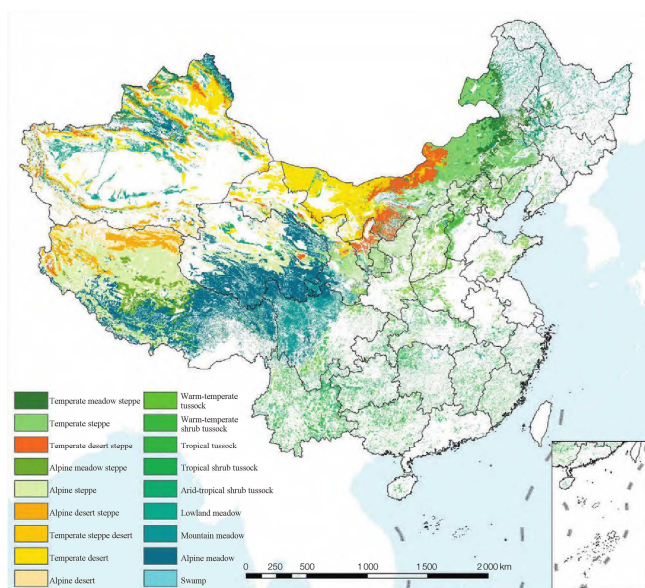 Temperate meadow steppe
Temperate steppe
Temperate desert steppe
Alpine meadow steppe
Alpine steppe
Alpine desert steppe
Temperate steppe desert
Temperate desert
Alpine desert
Warm-temperate
tussock
Warm-temperate
shrub tussock
Tropical tussock
Tropical shrub tussock
Arid-tropical shrub tussock
Lowland meadow
Mountain meadow
Alpine meadow
Swamp
0 250 500 1 000 1 500 2 000 km